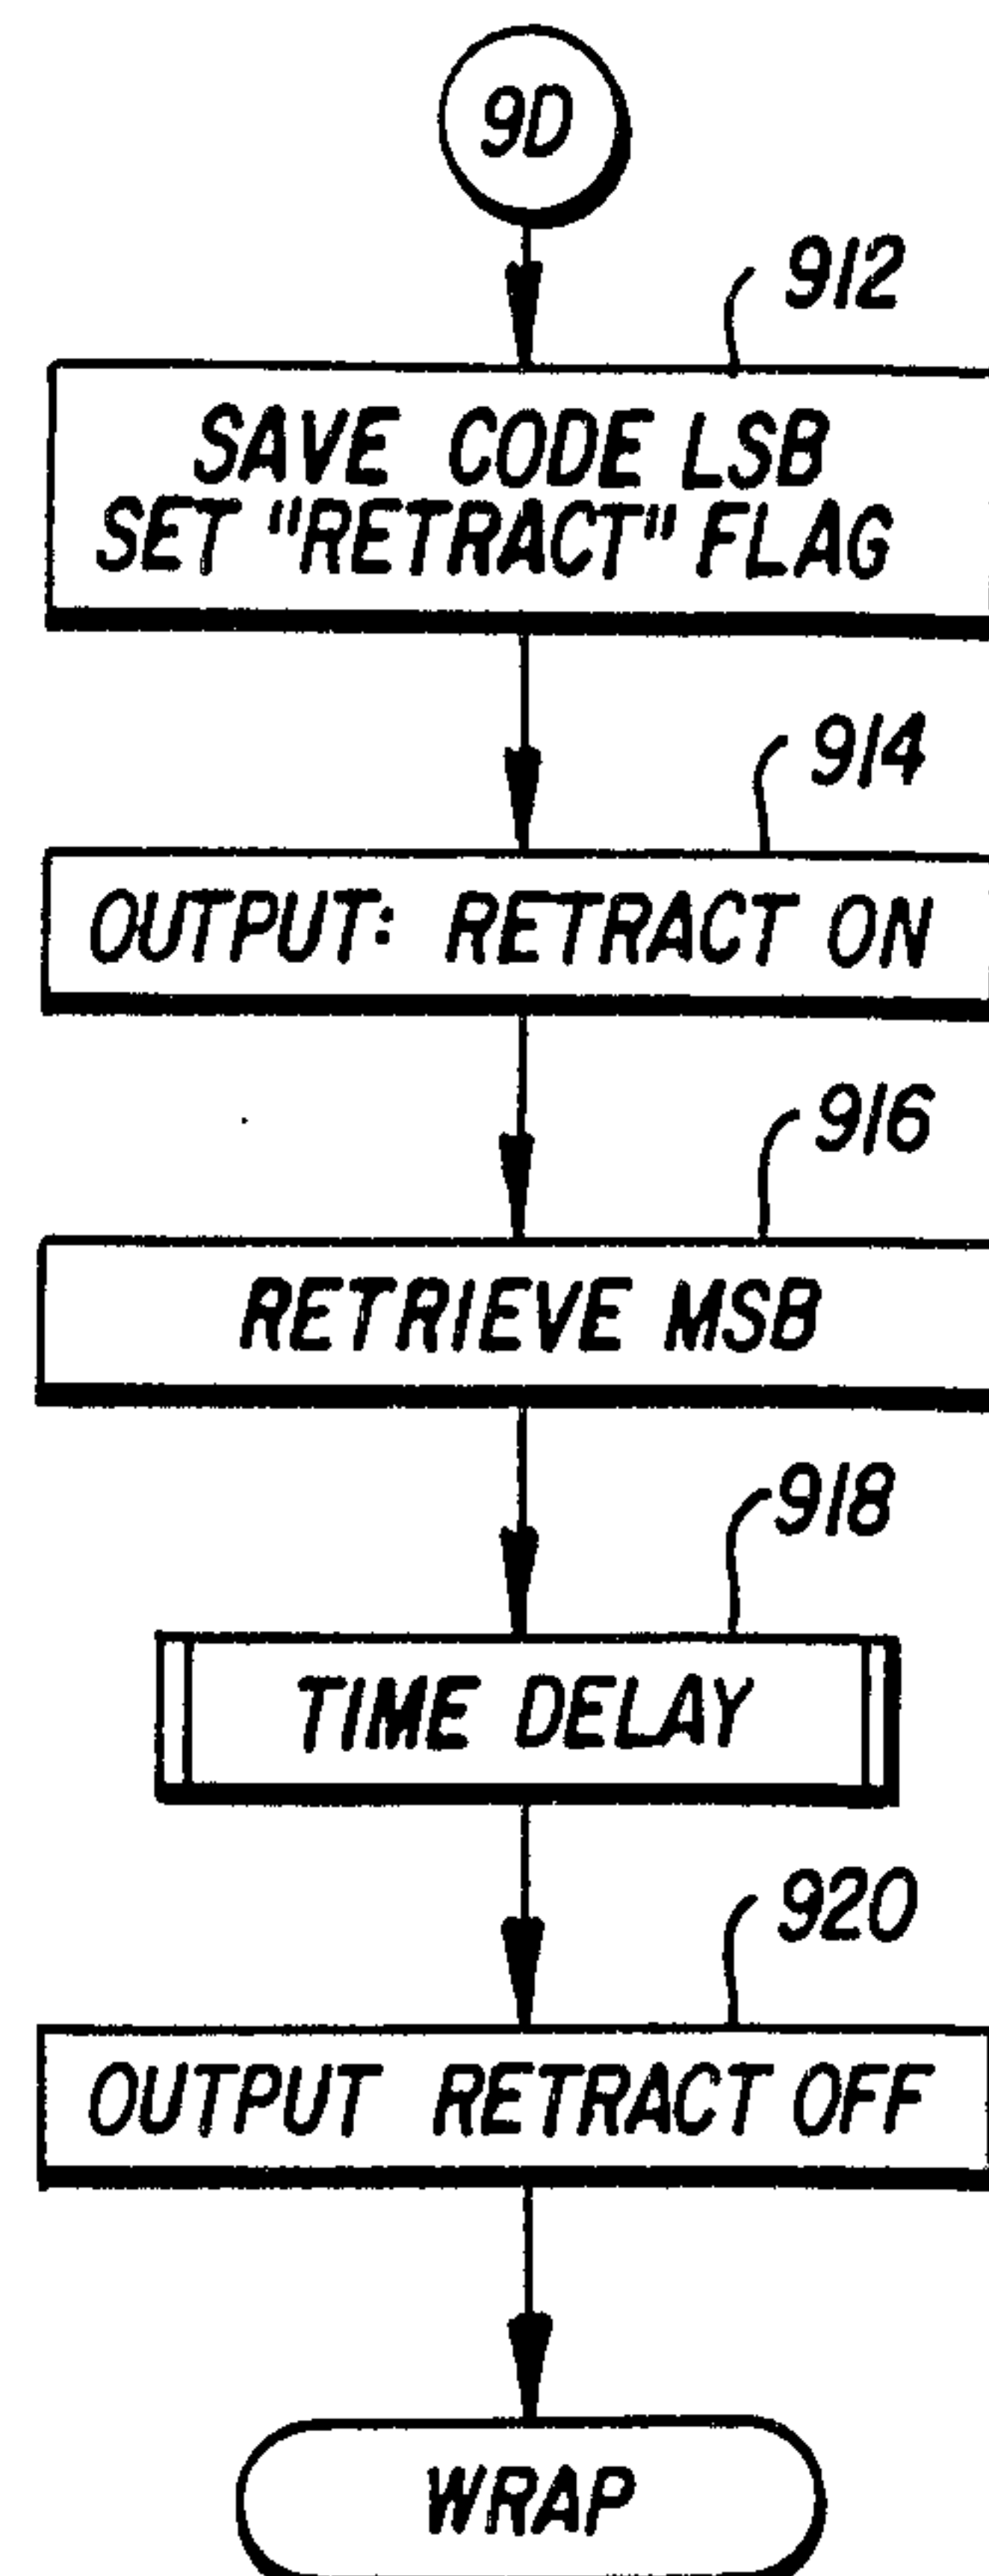 9D
912
SAVE CODE LSB
SET "RETRACT" FLAG
914
OUTPUT: RETRACT ON
916
RETRIEVE MSB
918
TIME DELAY
920
OUTPUT RETRACT OFF
WRAP